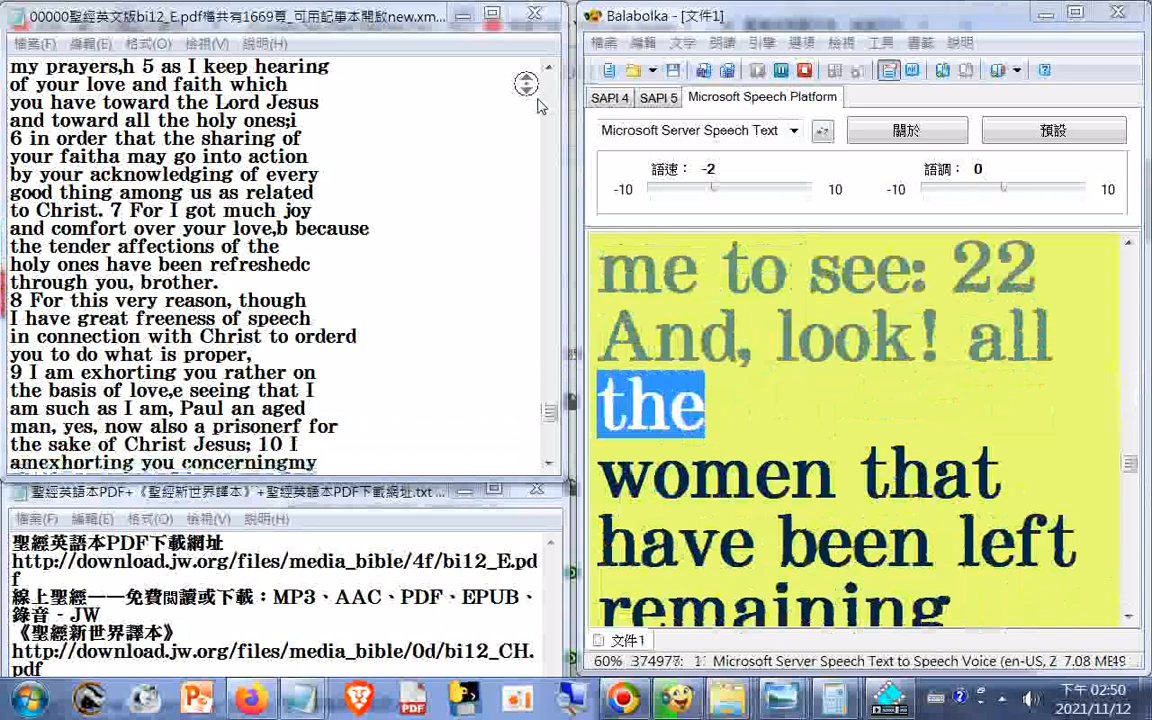 00000聖經英文版bi12_E.pdf檔共有1669頁_可用記事本開啟new.xm...
檔案(F) 編輯(E) 格式(O) 檢視(V) 說明(H)
my prayers,h 5 as I keep hearing
of your love and faith which
you have toward the Lord Jesus
and toward all the holy ones;i
6 in order that the sharing of
your faitha may go into action
by your acknowledging of every
good thing among us as related
to Christ. 7 For I got much joy
and comfort over your love,b because
the tender affections of the
holy ones have been refreshedc
through you, brother.
8 For this very reason, though
I have great freeness of speech
in connection with Christ to orderd
you to do what is proper,
9 I am exhorting you rather on
the basis of love,e seeing that I
am such as I am, Paul an aged
man, yes, now also a prisonerf for
the sake of Christ Jesus; 10 I
amexhorting you concerningmy
聖經英語本PDF+《聖經新世界譯本》+聖經英語本PDF下載網址.txt ...
檔案(F) 編輯(E) 格式(O) 檢視(V) 說明(H)
聖經英語本PDF下載網址
http://download.jw.org/files/media_bible/4f/bi12_E.pd
f
線上聖經——免費閱讀或下載：MP3、AAC、PDF、EPUB、
錄音 - JW
《聖經新世界譯本》
http://download.jw.org/files/media_bible/0d/bi12_CH.
pdf
Balabolka - [文件1]
檔案 編輯 文字 朗讀 引擎 選項 檢視 工具 書籤 說明
SAPI 4 SAPI 5 Microsoft Speech Platform
Microsoft Server Speech Text 關於 預設
語速： -2 語調： 0
-10 10 -10 10
me to see: 22
And, look! all
the
women that
have been left
remaining
文件1
60% Microsoft Server Speech Text to Speech Voice (en-US, Z 7.08 ME
PDF
下午 02:50
2021/11/12